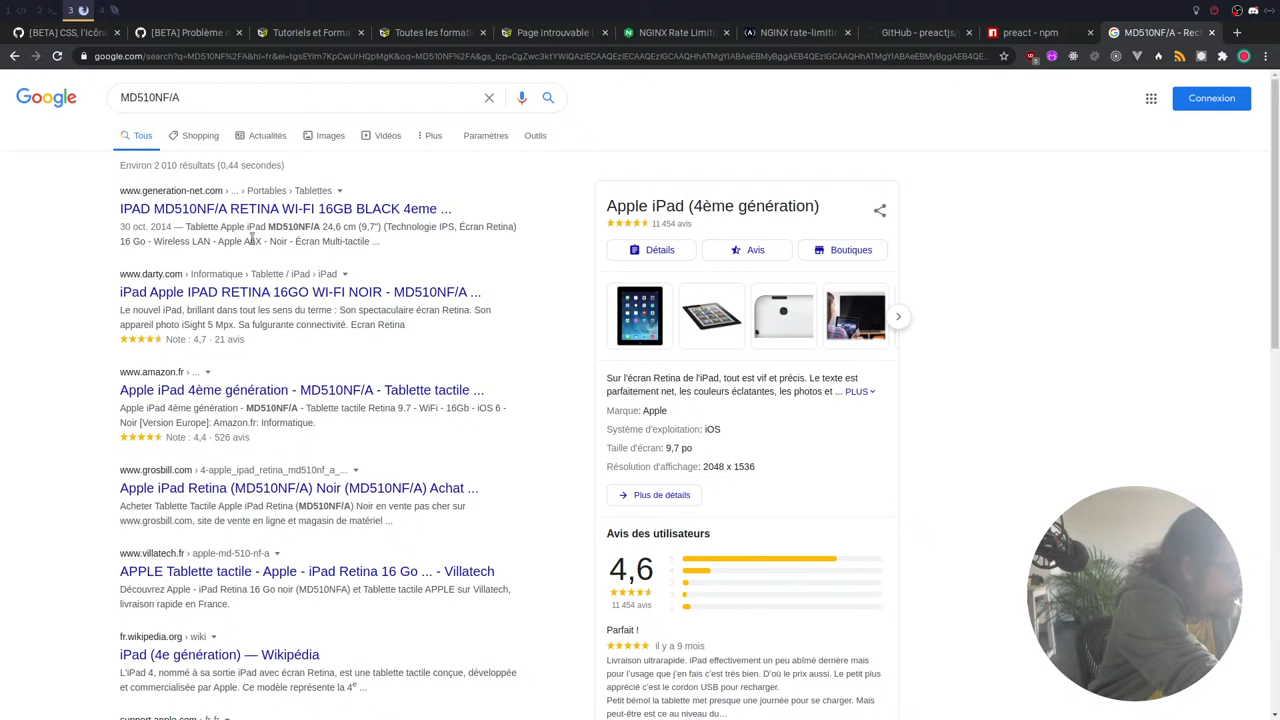 [BETA] CSS, l'icô
[BETA] Bootstrap
Tutoriels et Forma
Toutes les formati
Page introuvable |
NGINX Rate Limitin
NGINX rate-limitin
GitHub - preactjs/
preact - npm
MD510NF/A - Rech
google.com/search?q=MD510NF/A
Google
MD510NF/A
Connexion
Tous
Shopping
Actualités
Images
Vidéos
Plus
Paramètres
Outils
Environ 2 010 résultats (0,44 secondes)
www.generation-net.com › ... › Portables › Tablettes
IPAD MD510NF/A RETINA WI-FI 16GB BLACK 4eme ...
30 oct. 2014 — Tablette Apple iPad MD510NF/A 24,6 cm (9,7") (Technologie IPS, Écran Retina)
16 Go - Wireless LAN - Apple A6X - Noir - Écran Multi-tactile ...
www.darty.com › Informatique › Tablette / iPad › iPad
iPad Apple IPAD RETINA 16GO WI-FI NOIR - MD510NF/A ...
Le nouvel iPad, brillant dans tout les sens du terme : Son spectaculaire écran Retina. Son
appareil photo iSight 5 Mpx. Sa fulgurante connectivité. Ecran Retina
Note : 4,7 · 21 avis
www.amazon.fr › ...
Apple iPad 4ème génération - MD510NF/A - Tablette tactile ...
Apple iPad 4ème génération - MD510NF/A - Tablette tactile Retina 9.7 - WiFi - 16Gb - iOS 6 -
Noir [Version Europe]: Amazon.fr: Informatique.
Note : 4,4 · 526 avis
www.grosbill.com › 4-apple_ipad_retina_md510nf_a_...
Apple iPad Retina (MD510NF/A) Noir (MD510NF/A) Achat ...
Acheter Tablette Tactile Apple iPad Retina (MD510NF/A) Noir en vente pas cher sur
www.grosbill.com, site de vente en ligne et magasin de matériel ...
www.villatech.fr › apple-md-510-nf-a
APPLE Tablette tactile - Apple - iPad Retina 16 Go ... - Villatech
Découvrez Apple - iPad Retina 16 Go noir (MD510NFA) et Tablette tactile APPLE sur Villatech,
livraison rapide en France.
fr.wikipedia.org › wiki
iPad (4e génération) — Wikipédia
L'iPad 4, nommé à sa sortie iPad avec écran Retina, est une tablette tactile conçue, développée
et commercialisée par Apple. Ce modèle représente la 4e ...
support.apple.com › fr-fr
Apple iPad (4ème génération)
11 454 avis
Détails
Avis
Boutiques
Sur l'écran Retina de l'iPad, tout est vif et précis. Le texte est
parfaitement net, les couleurs éclatantes, les photos et ... PLUS
Marque: Apple
Système d'exploitation: iOS
Taille d'écran: 9,7 po
Résolution d'affichage: 2048 x 1536
Plus de détails
Avis des utilisateurs
4,6
11 454 avis
5
4
3
2
1
Parfait !
il y a 9 mois
Livraison ultrarapide. iPad effectivement un peu abîmé derrière mais
pour l'usage que j'en fais c'est très bien. D'où le prix aussi. Le petit plus
apprécié c'est le cordon USB pour recharger.
Petit bémol la tablette met presque une journée pour se charger. Mais
peut-être est ce au niveau du…